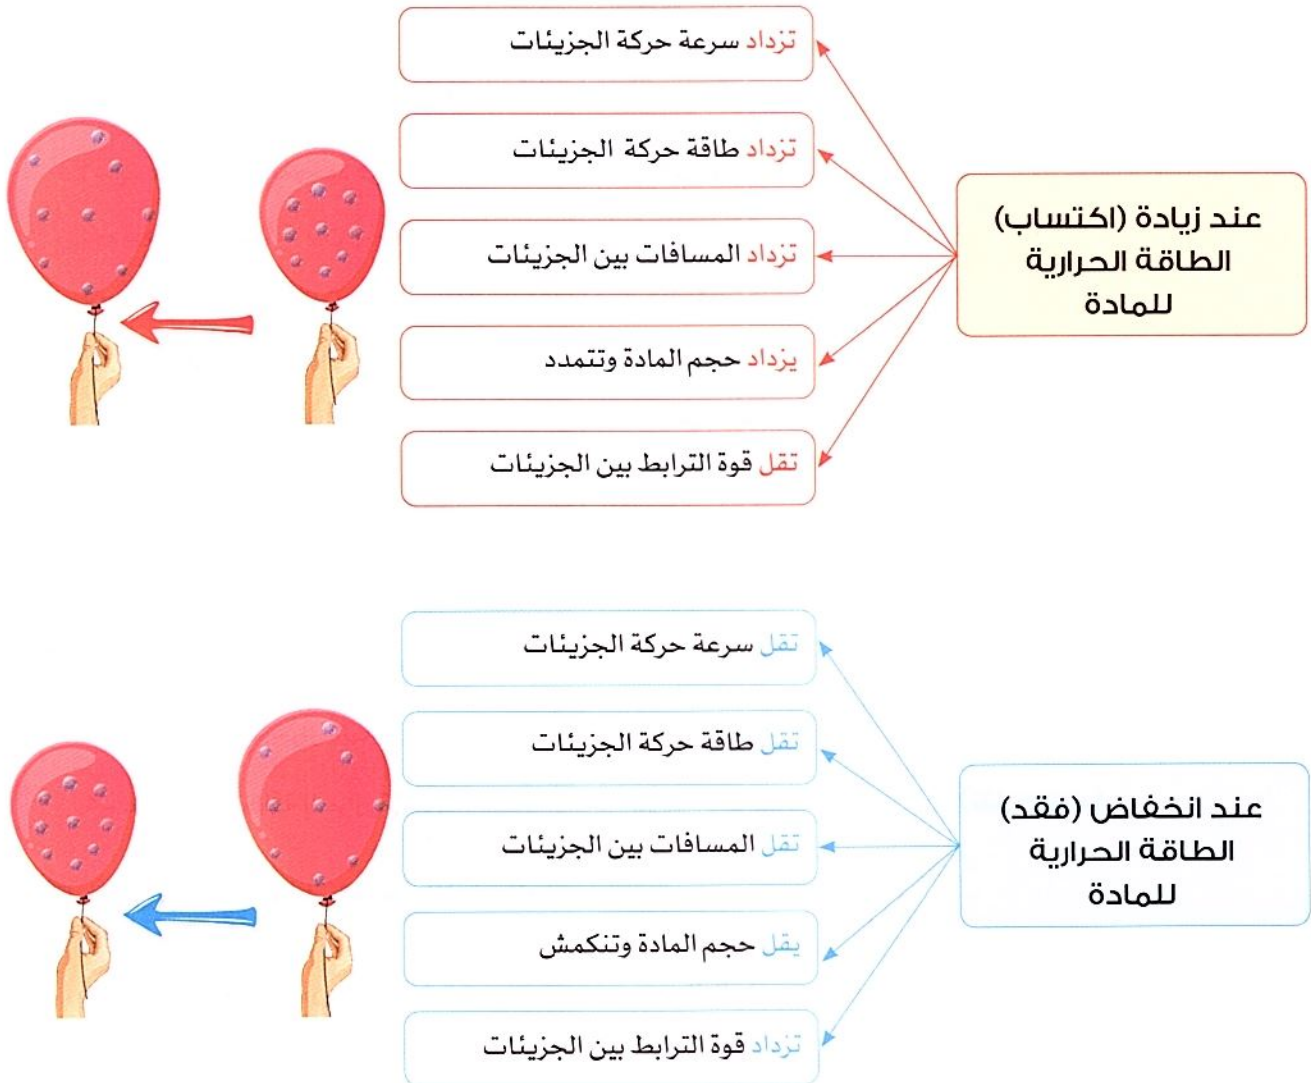 عند زيادة (اكتساب)
الطاقة الحرارية
للمادة
تزداد سرعة حركة الجزيئات
تزداد طاقة حركة الجزيئات
تزداد المسافات بين الجزيئات
يزداد حجم المادة وتتمدد
تقل قوة الترابط بين الجزيئات
عند انخفاض (فقد)
الطاقة الحرارية
للمادة
تقل سرعة حركة الجزيئات
تقل طاقة حركة الجزيئات
تقل المسافات بين الجزيئات
يقل حجم المادة وتنكمش
تزداد قوة الترابط بين الجزيئات